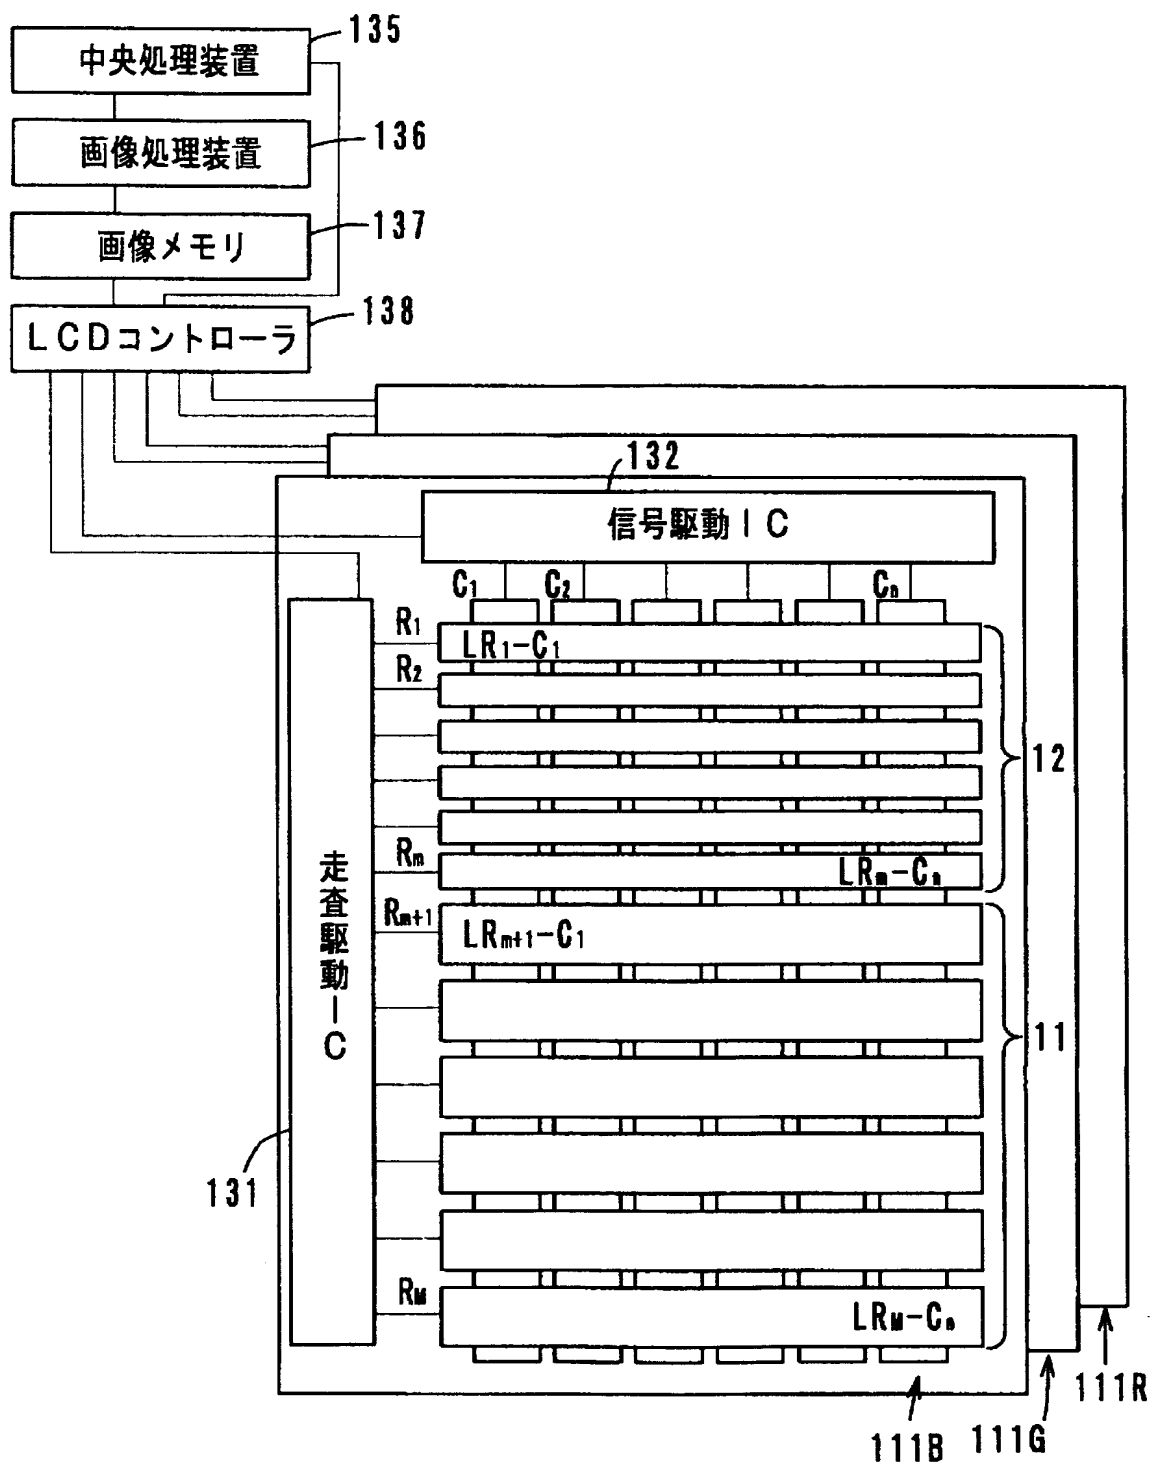 135
中央処理装置
136
画像処理装置
137
画像メモリ
138
LCDコントローラ
132
信号駆動IC
C1 C2 Cn
R1
LR1-C1
R2
12
Rm
LRm-Cn
Rm+1
LRm+1-C1
走査駆動IC
11
131
RM
LRM-Cn
111R
111G
111B